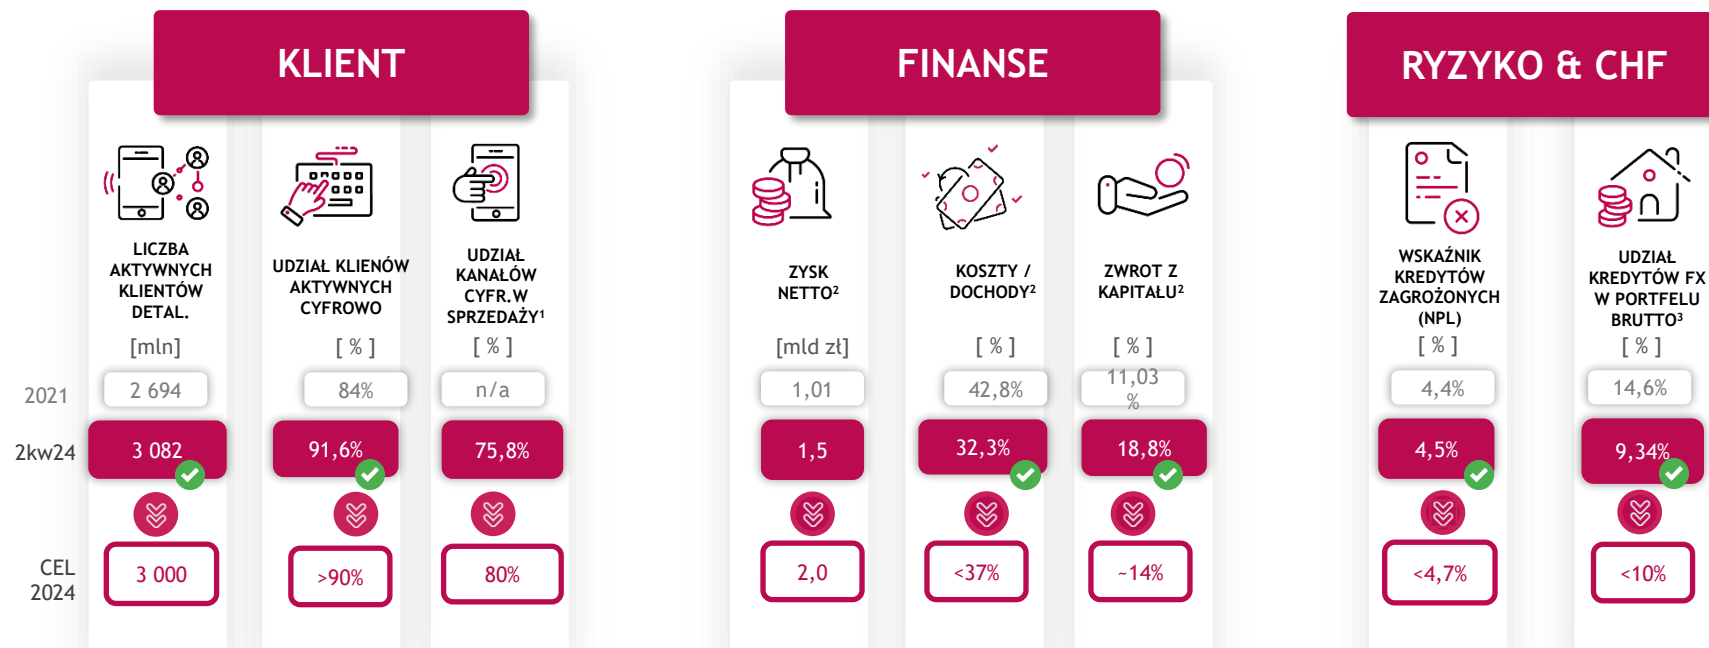 KLIENT
FINANSE
RYZYKO & CHF
LICZBA
AKTYWNYCH
KLIENTÓW
DETAL.
[mln]
UDZIAŁ KLIENÓW
AKTYWNYCH
CYFROWO
[ % ]
UDZIAŁ
KANAŁÓW
CYFR.W
SPRZEDAŻY¹
[ % ]
ZYSK
NETTO²
[mld zł]
KOSZTY /
DOCHODY²
[ % ]
ZWROT Z
KAPITAŁU²
[ % ]
WSKAŹNIK
KREDYTÓW
ZAGROŻONYCH
(NPL)
[ % ]
UDZIAŁ
KREDYTÓW FX
W PORTFELU
BRUTTO³
[ % ]
2021 2 694 84% n/a 1,01 42,8% 11,03 4,4% 14,6%
%
2kw24 3 082 91,6% 75,8% 1,5 32,3% 18,8% 4,5% 9,34%
CEL
2024
3 000 >90% 80% 2,0 <37% ~14% <4,7% <10%